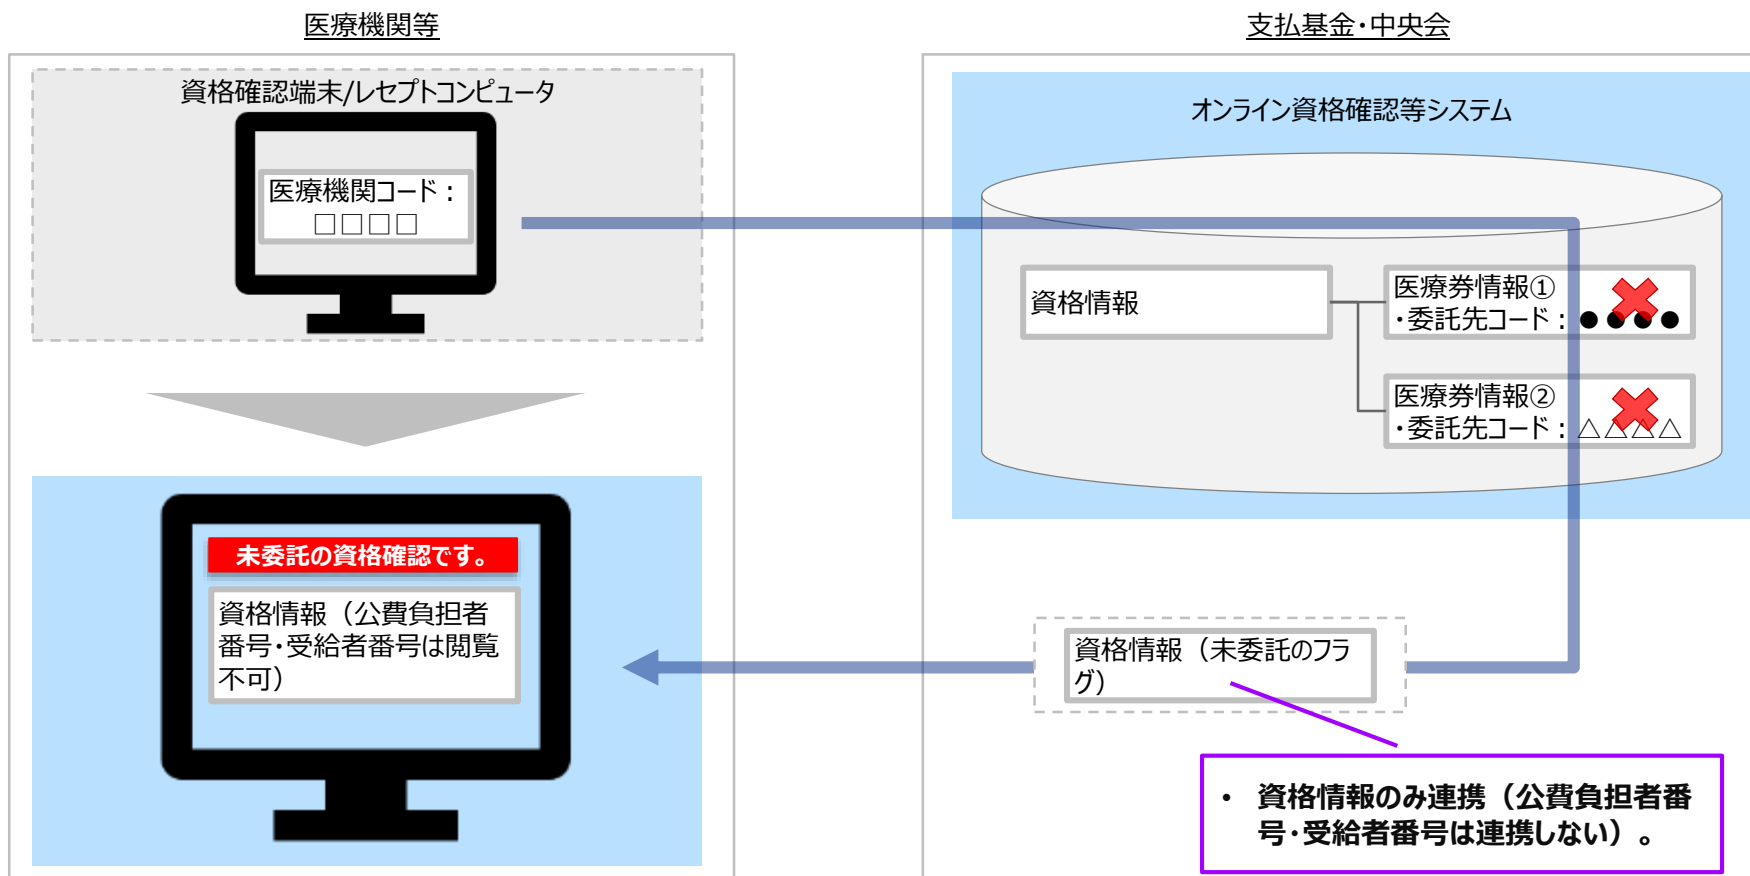 医療機関等
資格確認端末/レセプトコンピュータ
医療機関コード：
□□□□
未委託の資格確認です。
資格情報（公費負担者
番号・受給者番号は閲覧
不可）
支払基金・中央会
オンライン資格確認等システム
資格情報
医療券情報①
・委託先コード：●●●●
医療券情報②
・委託先コード：△△△△
資格情報（未委託のフラ
グ）
• 資格情報のみ連携（公費負担者番
号・受給者番号は連携しない）。